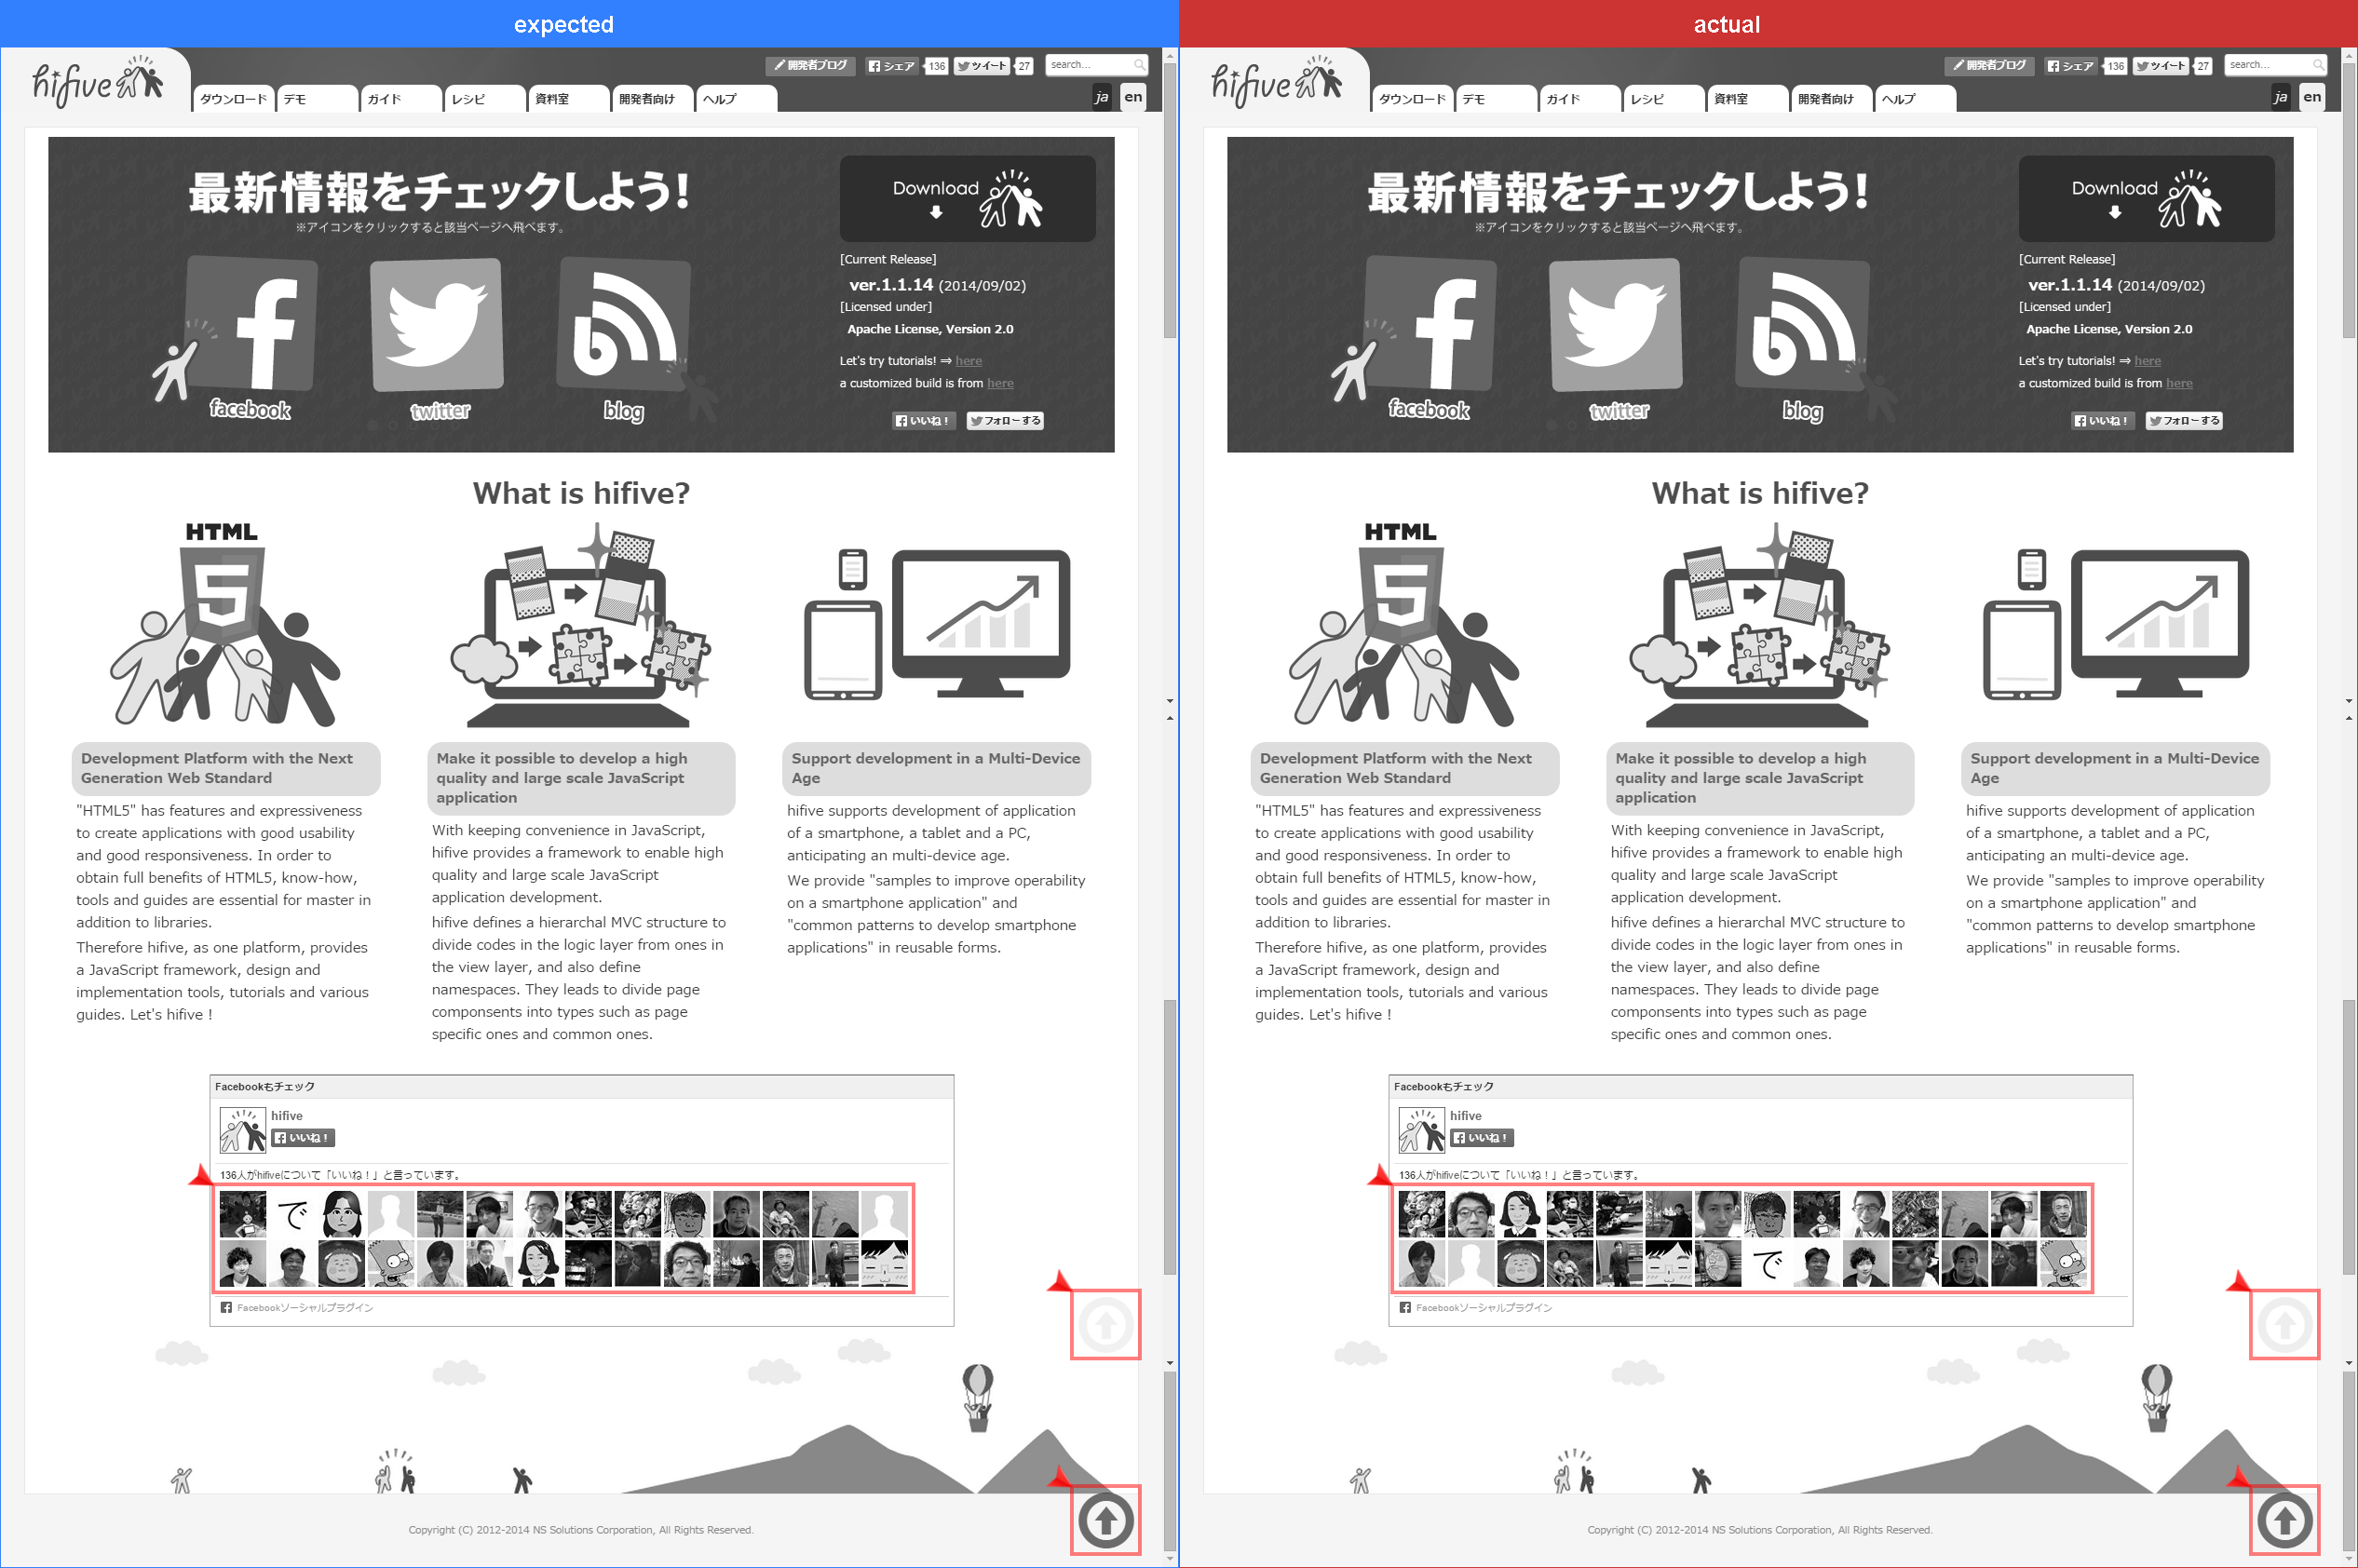 expected
hifive
開発者ブログ
シェア
136
ツイート
27
search...
ダウンロード
デモ
ガイド
レシピ
資料室
開発者向け
ヘルプ
ja
en
最新情報をチェックしよう!
※アイコンをクリックすると該当ページへ飛べます。
facebook
twitter
blog
Download
[Current Release]
ver.1.1.14 (2014/09/02)
[Licensed under]
Apache License, Version 2.0
Let's try tutorials! ⇒ here
a customized build is from here
いいね！
フォローする
What is hifive?
HTML
5
Development Platform with the Next
Generation Web Standard
"HTML5" has features and expressiveness
to create applications with good usability
and good responsiveness. In order to
obtain full benefits of HTML5, know-how,
tools and guides are essential for master in
addition to libraries.
Therefore hifive, as one platform, provides
a JavaScript framework, design and
implementation tools, tutorials and various
guides. Let's hifive !
Make it possible to develop a high
quality and large scale JavaScript
application
With keeping convenience in JavaScript,
hifive provides a framework to enable high
quality and large scale JavaScript
application development.
hifive defines a hierarchal MVC structure to
divide codes in the logic layer from ones in
the view layer, and also define
namespaces. They leads to divide page
componsents into types such as page
specific ones and common ones.
Support development in a Multi-Device
Age
hifive supports development of application
of a smartphone, a tablet and a PC,
anticipating an multi-device age.
We provide "samples to improve operability
on a smartphone application" and
"common patterns to develop smartphone
applications" in reusable forms.
Facebookもチェック
hifive
いいね！
136人がhifiveについて「いいね！」と言っています。
で
Facebookソーシャルプラグイン
Copyright (C) 2012-2014 NS Solutions Corporation, All Rights Reserved.
actual
hifive
開発者ブログ
シェア
136
ツイート
27
search...
ダウンロード
デモ
ガイド
レシピ
資料室
開発者向け
ヘルプ
ja
en
最新情報をチェックしよう!
※アイコンをクリックすると該当ページへ飛べます。
facebook
twitter
blog
Download
[Current Release]
ver.1.1.14 (2014/09/02)
[Licensed under]
Apache License, Version 2.0
Let's try tutorials! ⇒ here
a customized build is from here
いいね！
フォローする
What is hifive?
HTML
5
Development Platform with the Next
Generation Web Standard
"HTML5" has features and expressiveness
to create applications with good usability
and good responsiveness. In order to
obtain full benefits of HTML5, know-how,
tools and guides are essential for master in
addition to libraries.
Therefore hifive, as one platform, provides
a JavaScript framework, design and
implementation tools, tutorials and various
guides. Let's hifive !
Make it possible to develop a high
quality and large scale JavaScript
application
With keeping convenience in JavaScript,
hifive provides a framework to enable high
quality and large scale JavaScript
application development.
hifive defines a hierarchal MVC structure to
divide codes in the logic layer from ones in
the view layer, and also define
namespaces. They leads to divide page
componsents into types such as page
specific ones and common ones.
Support development in a Multi-Device
Age
hifive supports development of application
of a smartphone, a tablet and a PC,
anticipating an multi-device age.
We provide "samples to improve operability
on a smartphone application" and
"common patterns to develop smartphone
applications" in reusable forms.
Facebookもチェック
hifive
いいね！
136人がhifiveについて「いいね！」と言っています。
で
Facebookソーシャルプラグイン
Copyright (C) 2012-2014 NS Solutions Corporation, All Rights Reserved.